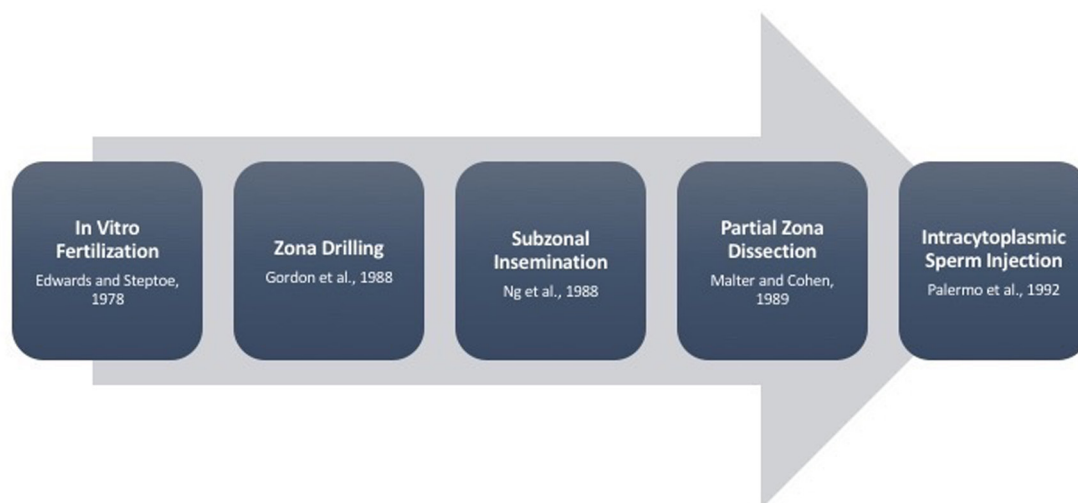 In Vitro
Fertilization
Edwards and Steptoe,
1978
Zona Drilling
Gordon et al., 1988
Subzonal
Insemination
Ng et al., 1988
Partial Zona
Dissection
Malter and Cohen,
1989
Intracytoplasmic
Sperm Injection
Palermo et al., 1992